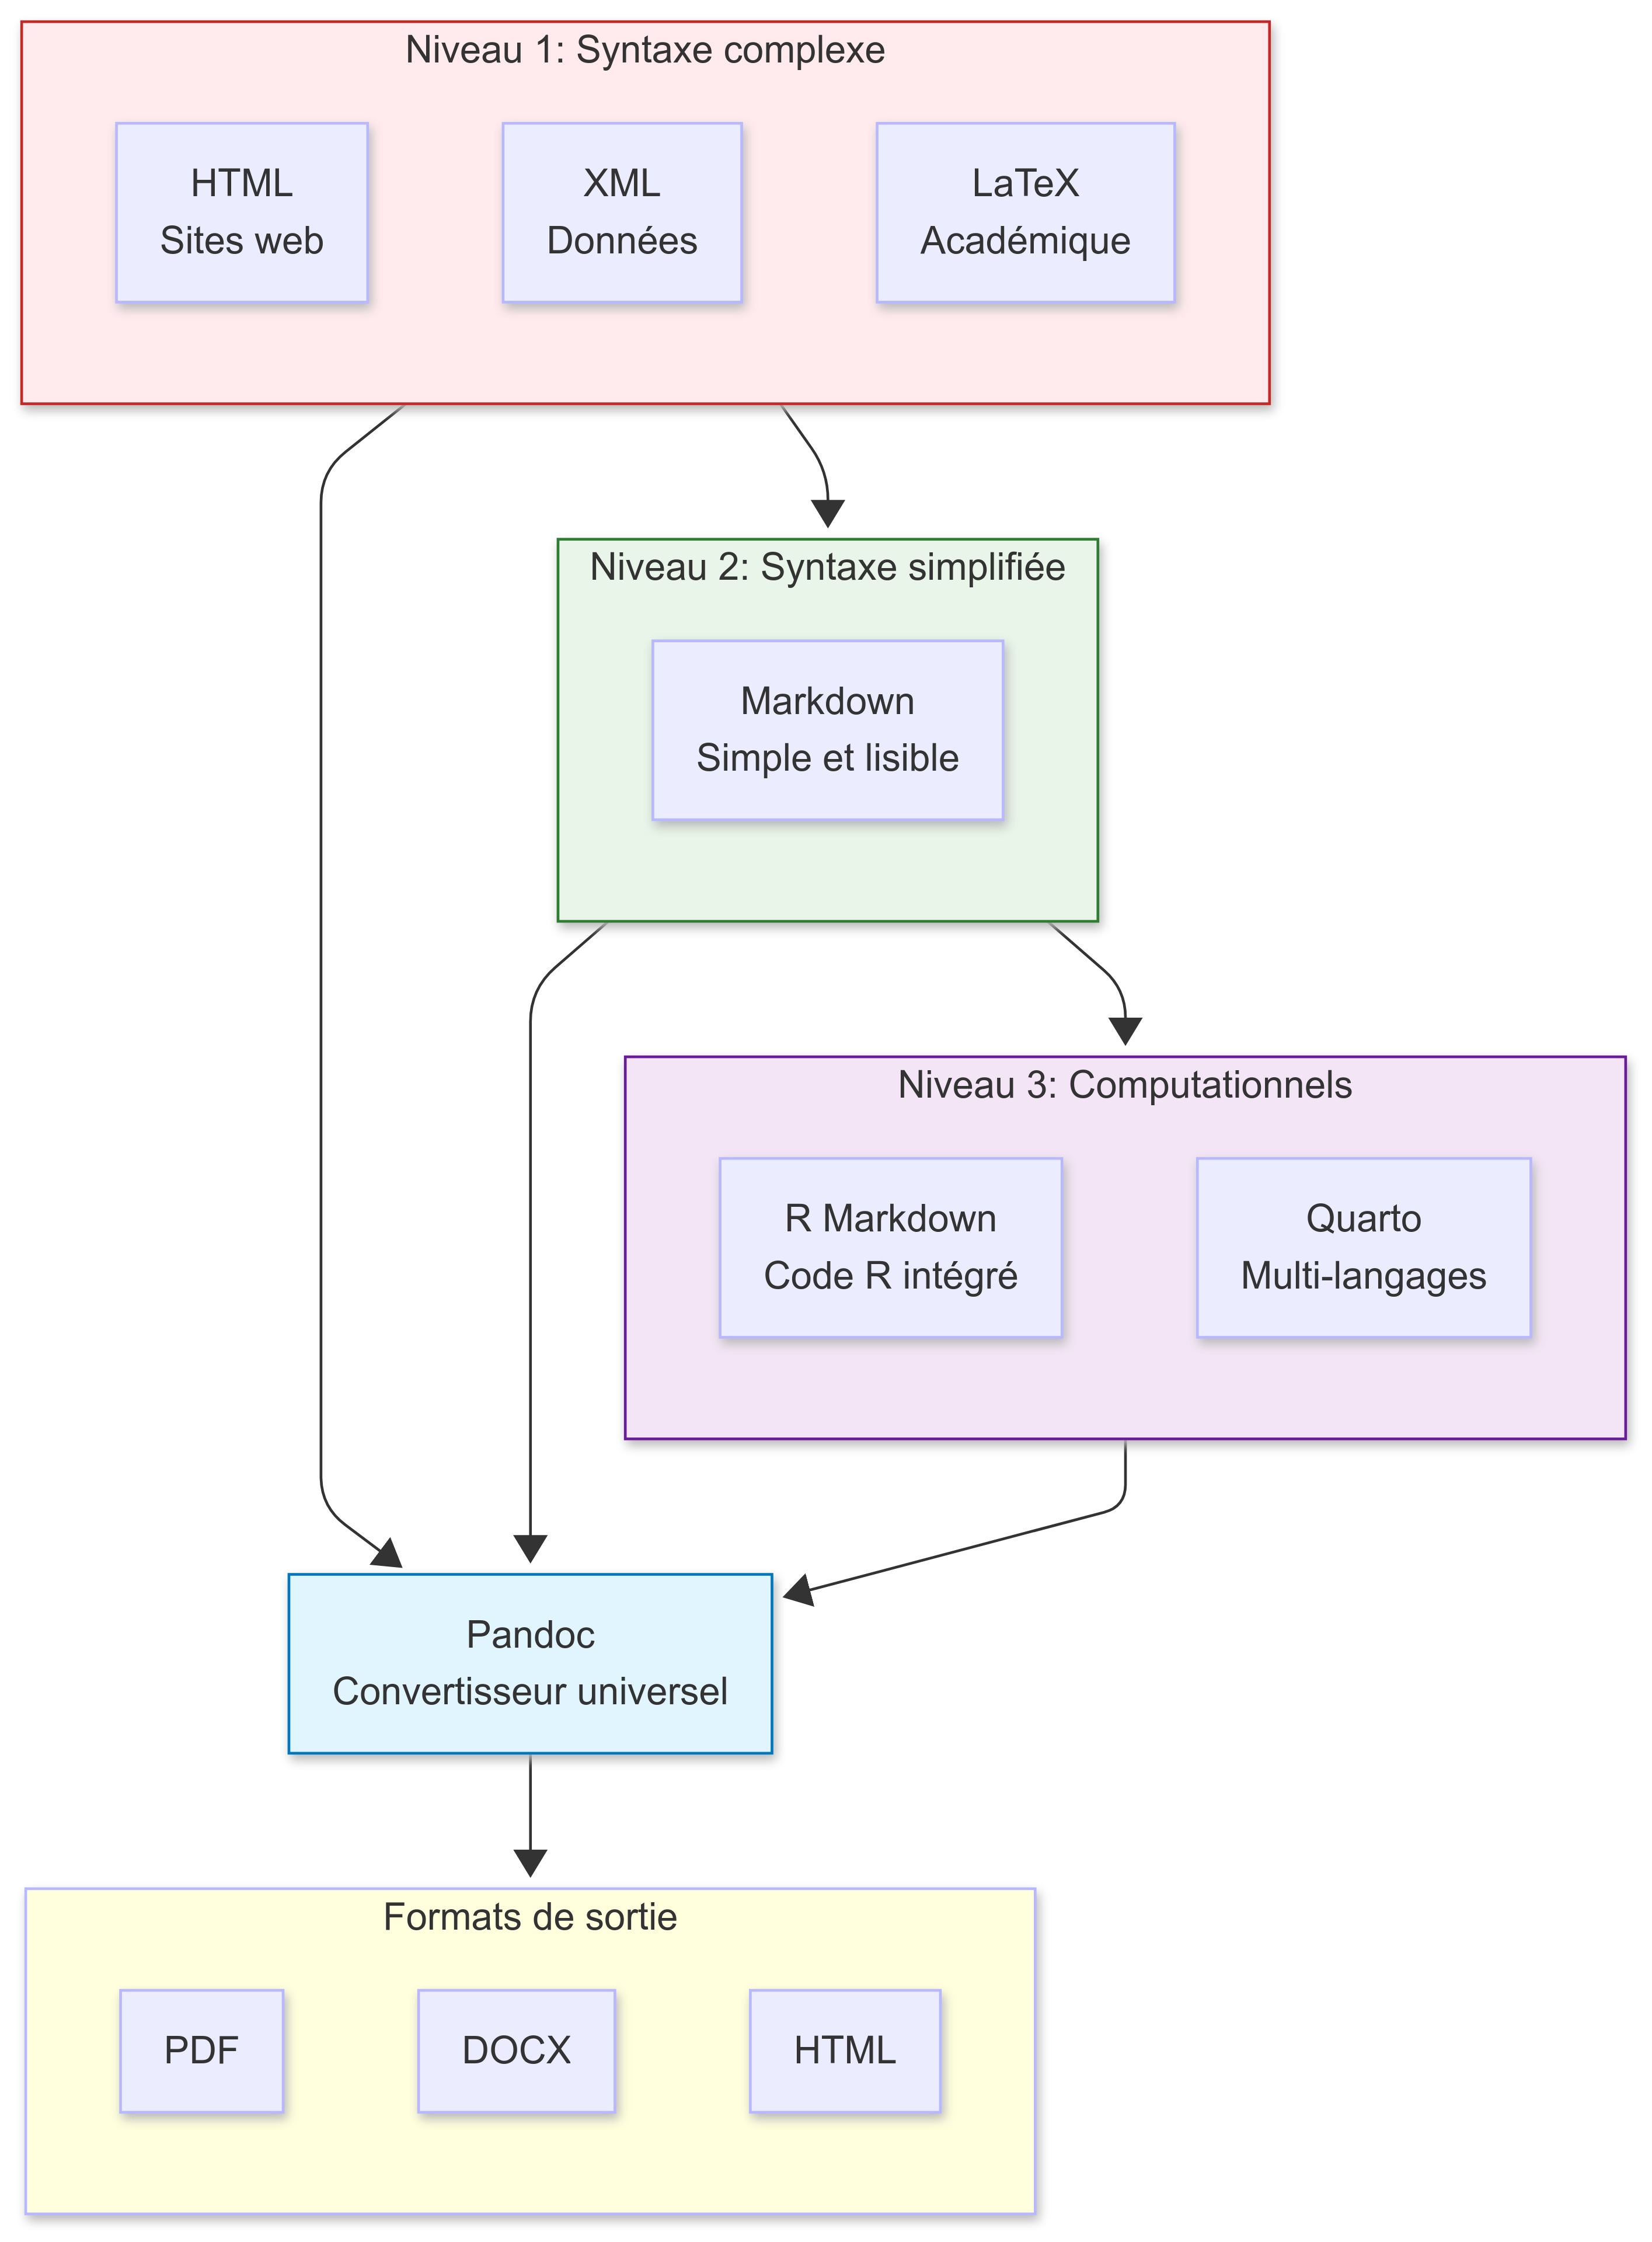 Niveau 1: Syntaxe complexe
HTML
Sites web
XML
Données
LaTeX
Académique
Niveau 2: Syntaxe simplifiée
Markdown
Simple et lisible
Niveau 3: Computationnels
R Markdown
Code R intégré
Quarto
Multi-langages
Pandoc
Convertisseur universel
Formats de sortie
PDF
DOCX
HTML